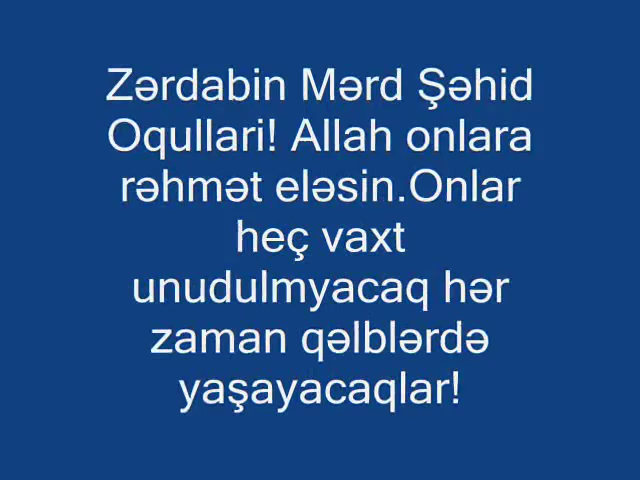 Zərdabin Mərd Şəhid
Oqullari! Allah onlara
rəhmət eləsin.Onlar
heç vaxt
unudulmyacaq hər
zaman qəlblərdə
yaşayacaqlar!